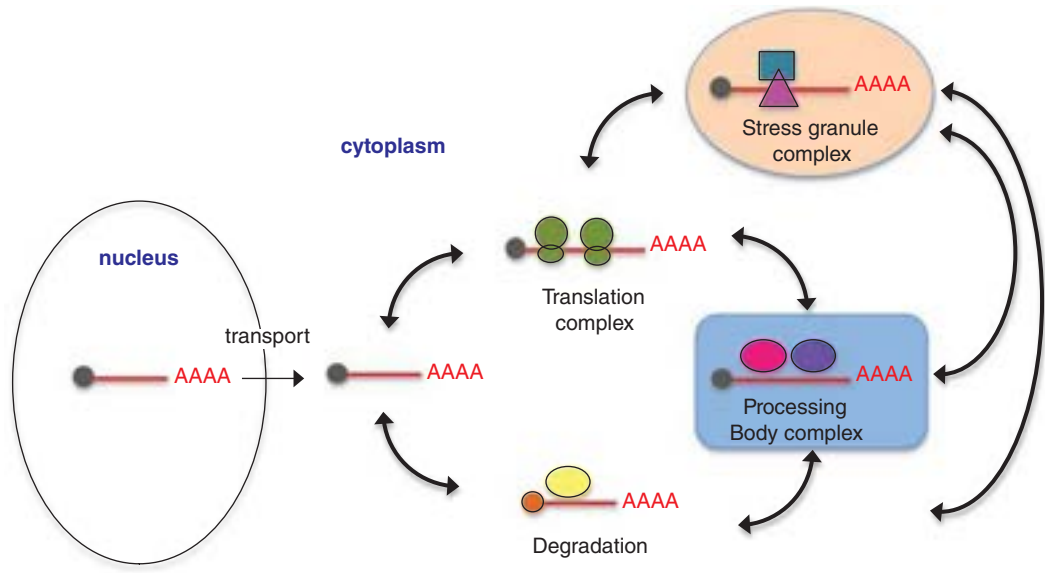 AAAA
Stress granule
complex
cytoplasm
AAAA
nucleus
Translation
complex
transport
AAAA
AAAA
AAAA
Processing
Body complex
AAAA
Degradation